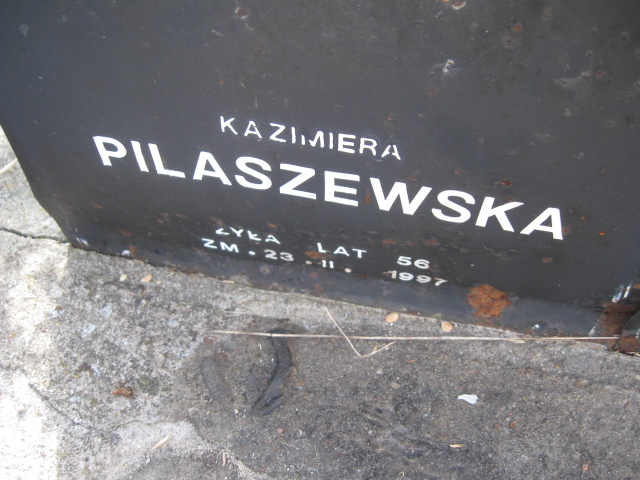 KAZIMIERA
PILASZEWSKA
ŻYŁA LAT 56
ZM. 23. II. 1997